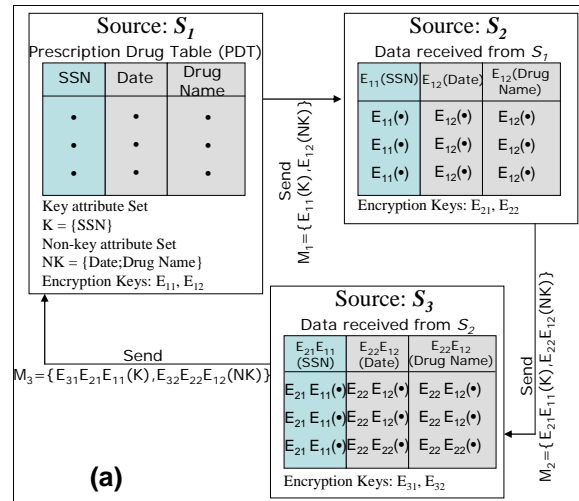 Source: S1
Prescription Drug Table (PDT)
SSN Date Drug Name
• • •
• • •
• • •
Key attribute Set
K = {SSN}
Non-key attribute Set
NK = {Date;Drug Name}
Encryption Keys: E11, E12
Send
M1={E11(K),E12(NK)}
Source: S2
Data received from S1
E11(SSN) E12(Date) E12(Drug Name)
E11(•) E12(•) E12(•)
E11(•) E12(•) E12(•)
E11(•) E12(•) E12(•)
Encryption Keys: E21, E22
Send
M2={E21E11(K),E22E12(NK)}
Source: S3
Data received from S2
E21E11 (SSN) E22E12 (Date) E22E12 (Drug Name)
E21 E11(•) E22 E12(•) E22 E12(•)
E21 E11(•) E22 E12(•) E22 E12(•)
E21 E11(•) E22 E22(•) E22 E22(•)
Encryption Keys: E31, E32
Send
M3={E31E21E11(K),E32E22E12(NK)}
(a)